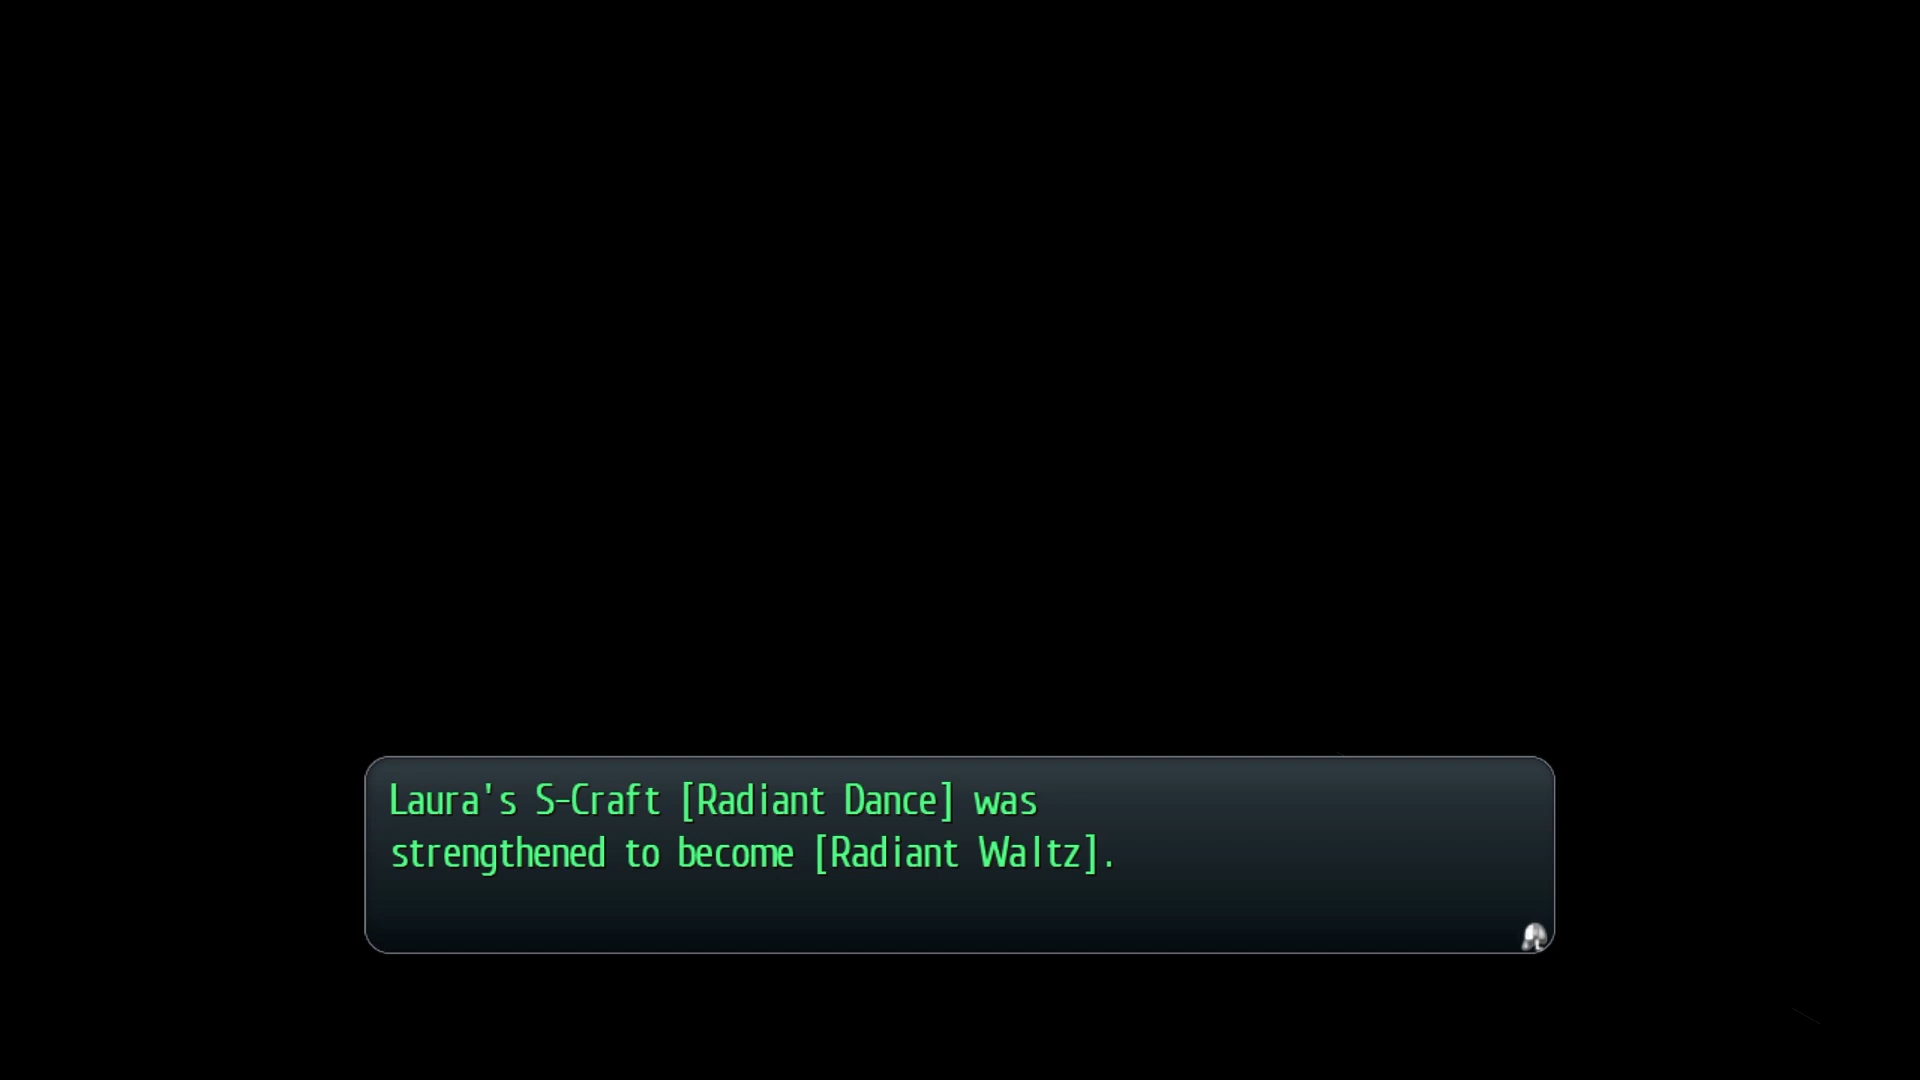 Laura's S-Craft [Radiant Dance] was
strengthened to become [Radiant Waltz].